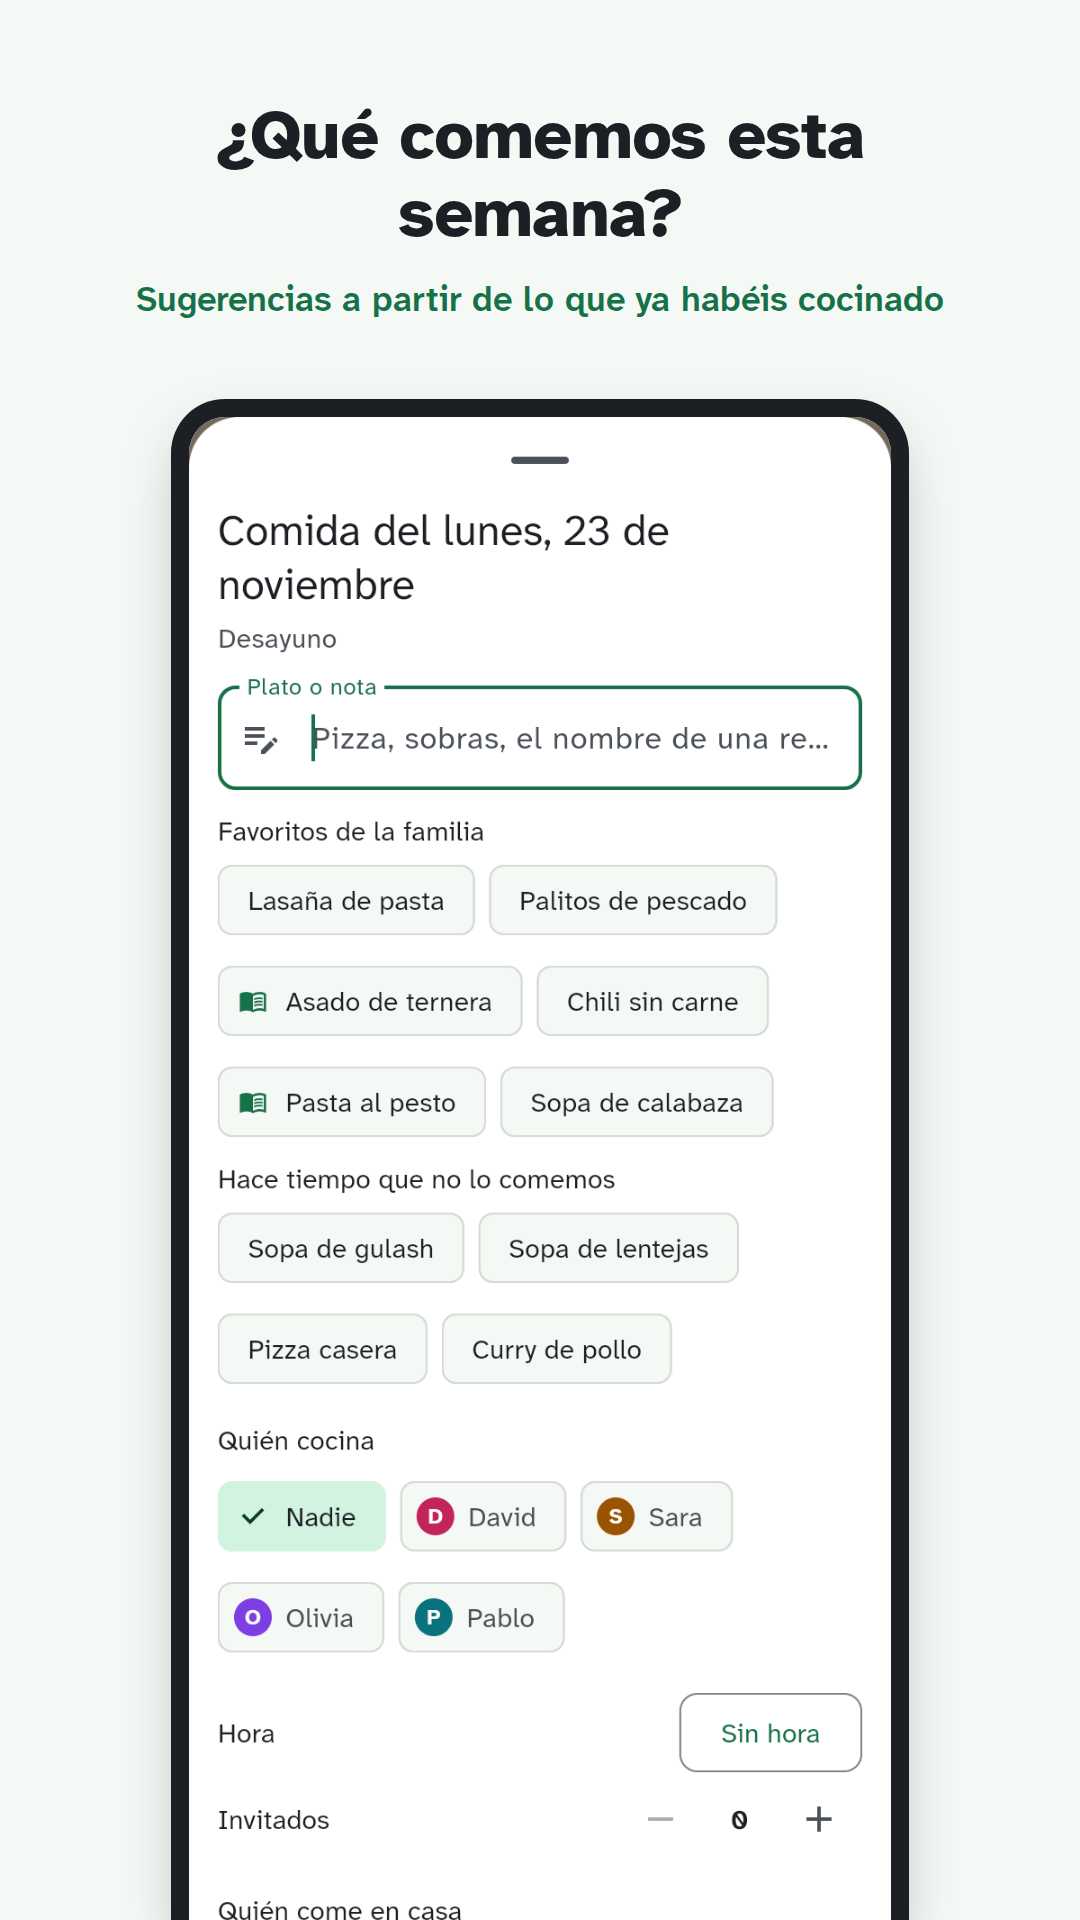 ¿Qué comemos esta
semana?
Sugerencias a partir de lo que ya habéis cocinado
Comida del lunes, 23 de
noviembre
Desayuno
Plato o nota
Pizza, sobras, el nombre de una re...
Favoritos de la familia
Lasaña de pasta
Palitos de pescado
Asado de ternera
Chili sin carne
Pasta al pesto
Sopa de calabaza
Hace tiempo que no lo comemos
Sopa de gulash
Sopa de lentejas
Pizza casera
Curry de pollo
Quién cocina
Nadie
D David
S Sara
O Olivia
P Pablo
Hora
Sin hora
Invitados
0
Quién come en casa